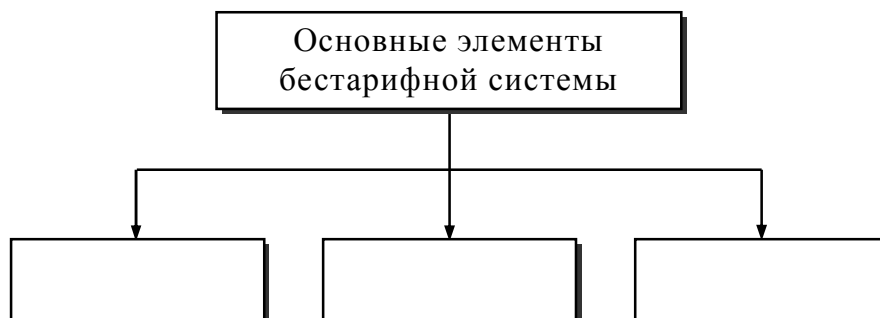 Основные элементы
бестарифной системы